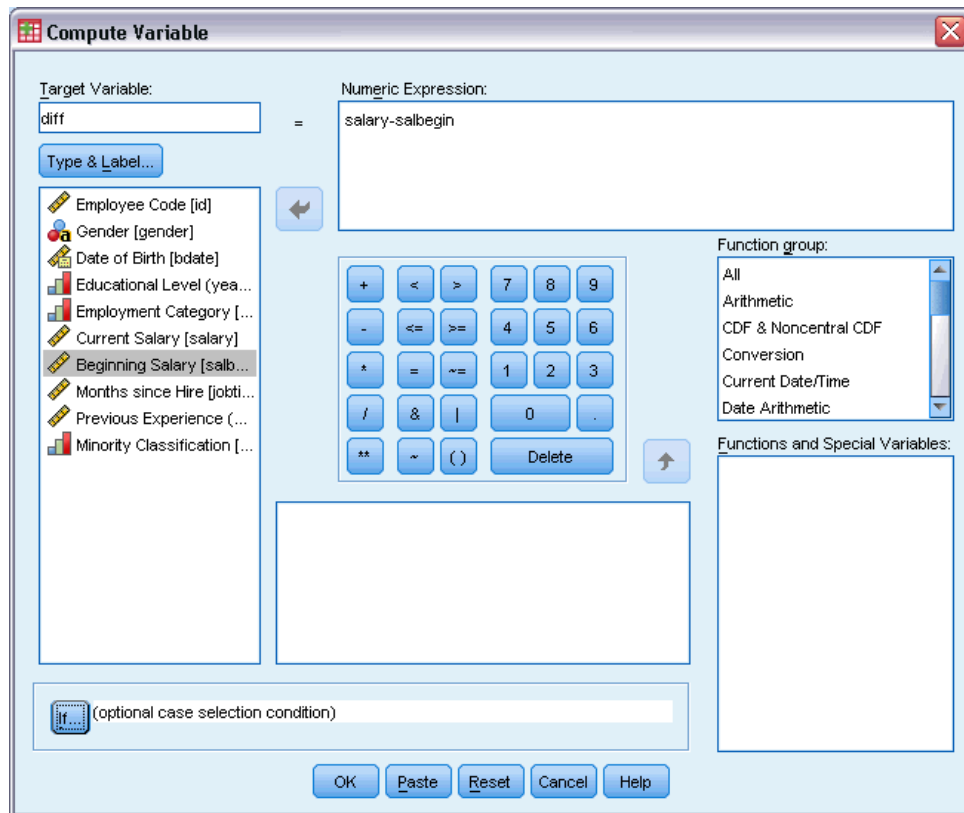 Compute Variable
Target Variable:
diff
=
Numeric Expression:
salary-salbegin
Type & Label...
Employee Code [id]
Gender [gender]
Date of Birth [bdate]
Educational Level (yea...
Employment Category [...
Current Salary [salary]
Beginning Salary [salb...
Months since Hire [jobti...
Previous Experience (...
Minority Classification [...
+ < > 7 8 9
- <= >= 4 5 6
* = ~= 1 2 3
/ & | 0 .
** ~ ( ) Delete
Function group:
All
Arithmetic
CDF & Noncentral CDF
Conversion
Current Date/Time
Date Arithmetic
Functions and Special Variables:
If... (optional case selection condition)
OK Paste Reset Cancel Help